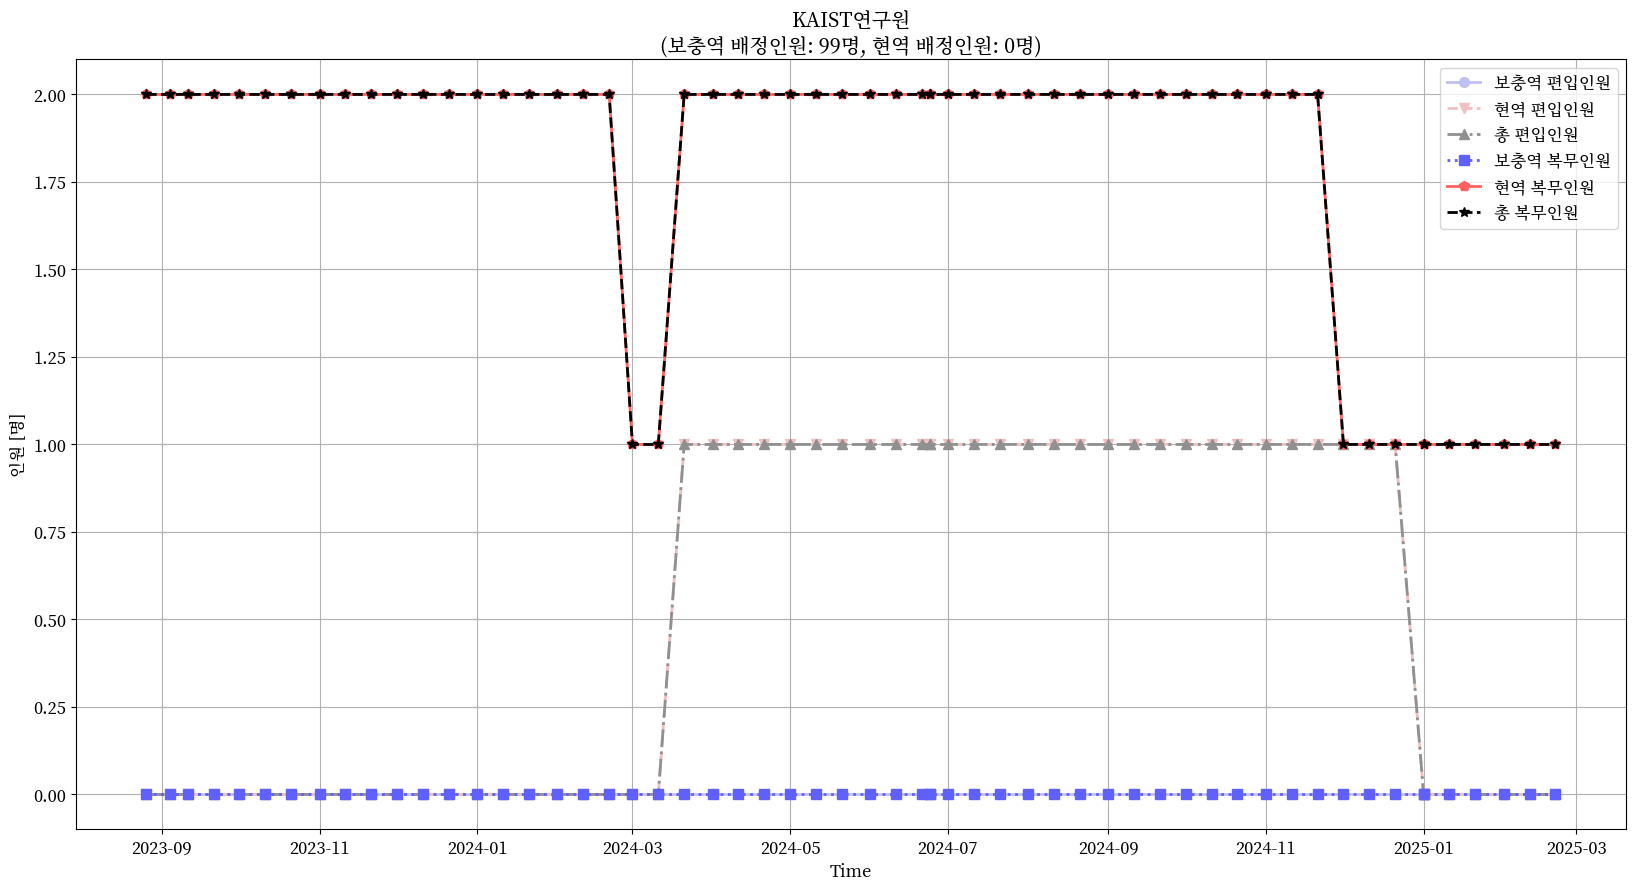 KAIST연구원
(보충역 배정인원: 99명, 현역 배정인원: 0명)
보충역 편입인원
현역 편입인원
총 편입인원
보충역 복무인원
현역 복무인원
총 복무인원
인원 [명]
2.00
1.75
1.50
1.25
1.00
0.75
0.50
0.25
0.00
2023-09 2023-11 2024-01 2024-03 2024-05 2024-07 2024-09 2024-11 2025-01 2025-03
Time